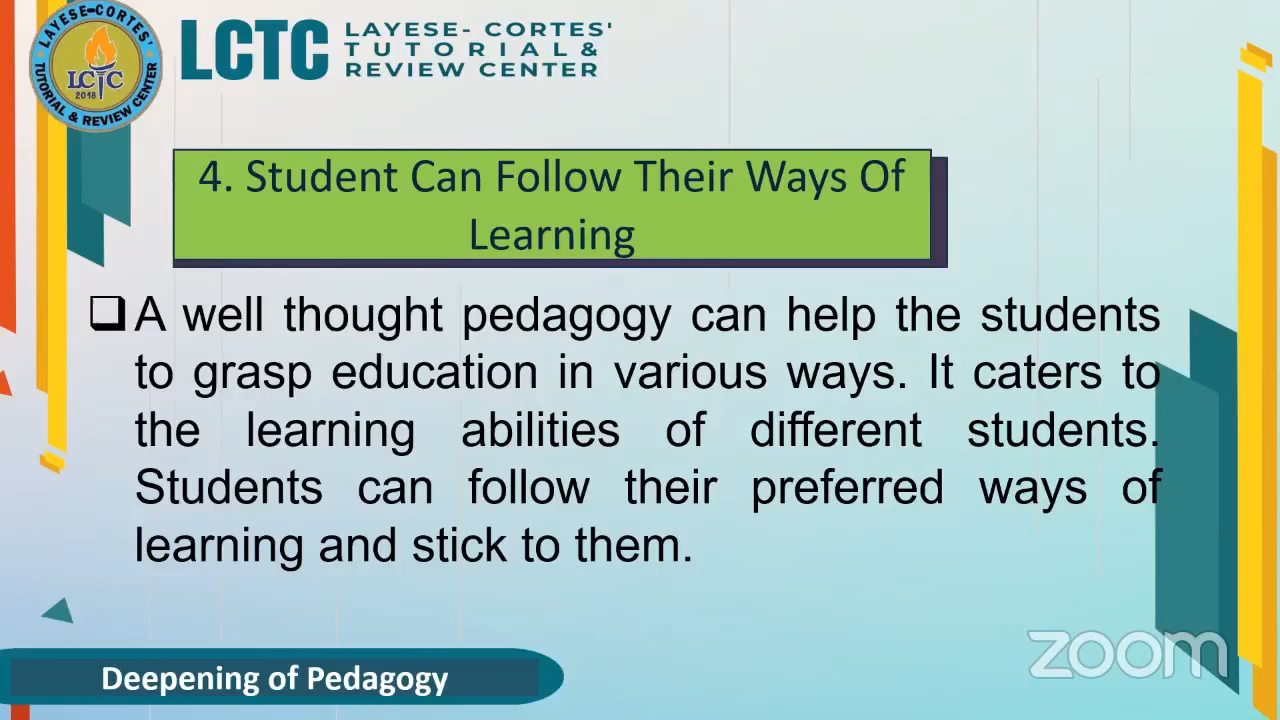 LAYESE-CORTES'
TUTORIAL & REVIEW CENTER
LCTC
2018
LCTC
LAYESE- CORTES'
TUTORIAL &
REVIEW CENTER
4. Student Can Follow Their Ways Of
Learning
A well thought pedagogy can help the students
to grasp education in various ways. It caters to
the learning abilities of different students.
Students can follow their preferred ways of
learning and stick to them.
Deepening of Pedagogy
zoom